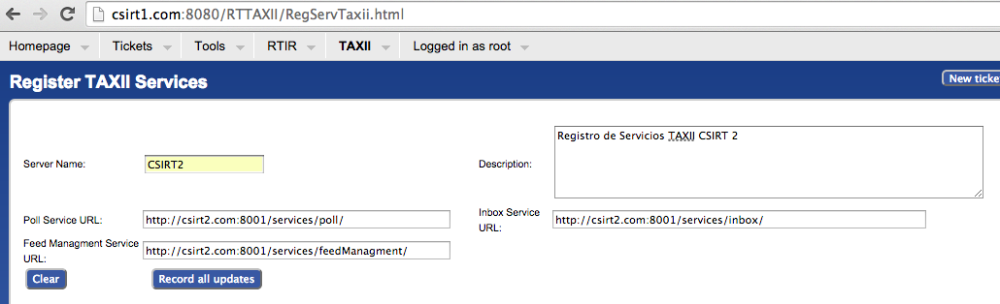 csirt1.com:8080/RTTAXII/RegServTaxii.html
Homepage Tickets Tools RTIR TAXII Logged in as root
Register TAXII Services
New ticke
Server Name: CSIRT2
Description: Registro de Servicios TAXII CSIRT 2
Poll Service URL: http://csirt2.com:8001/services/poll/
Inbox Service
URL: http://csirt2.com:8001/services/inbox/
Feed Managment Service
URL: http://csirt2.com:8001/services/feedManagment/
Clear Record all updates